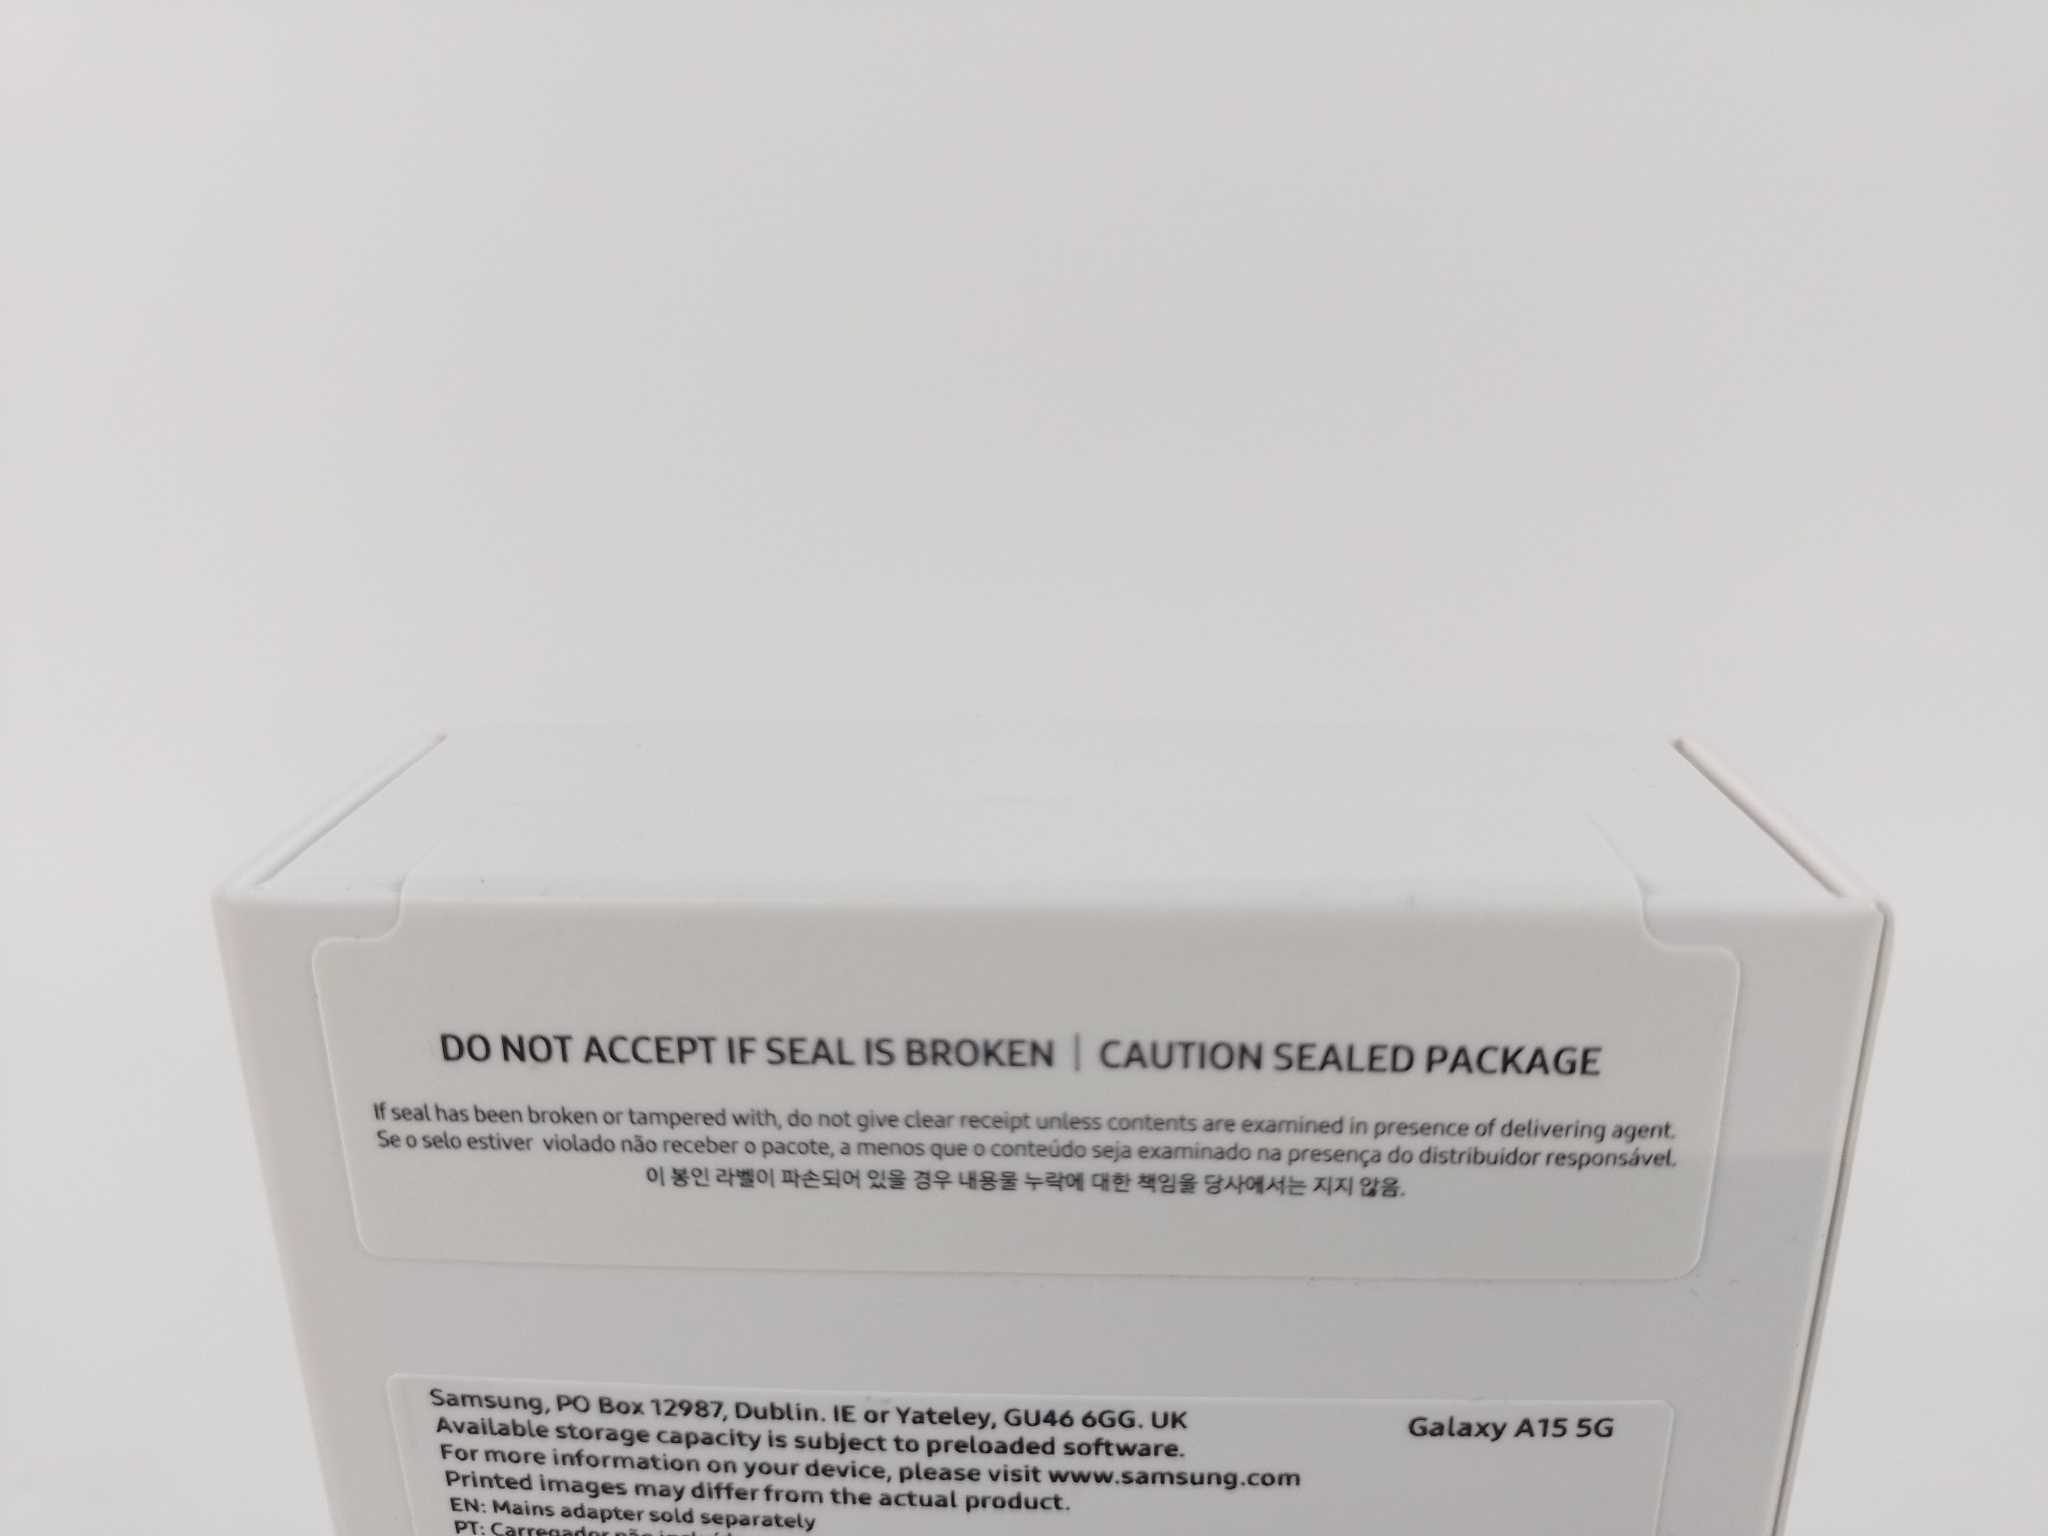 DO NOT ACCEPT IF SEAL IS BROKEN | CAUTION SEALED PACKAGE
If seal has been broken or tampered with, do not give clear receipt unless contents are examined in presence of delivering agent.
Se o selo estiver violado não receber o pacote, a menos que o conteúdo seja examinado na presença do distribuidor responsável.
이 봉인 라벨이 파손되어 있을 경우 내용물 누락에 대한 책임을 당사에서는 지지 않음.
Samsung, PO Box 12987, Dublin. IE or Yateley, GU46 6GG. UK
Galaxy A15 5G
Available storage capacity is subject to preloaded software.
For more information on your device, please visit www.samsung.com
Printed images may differ from the actual product.
EN: Mains adapter sold separately
PT: Carregador não